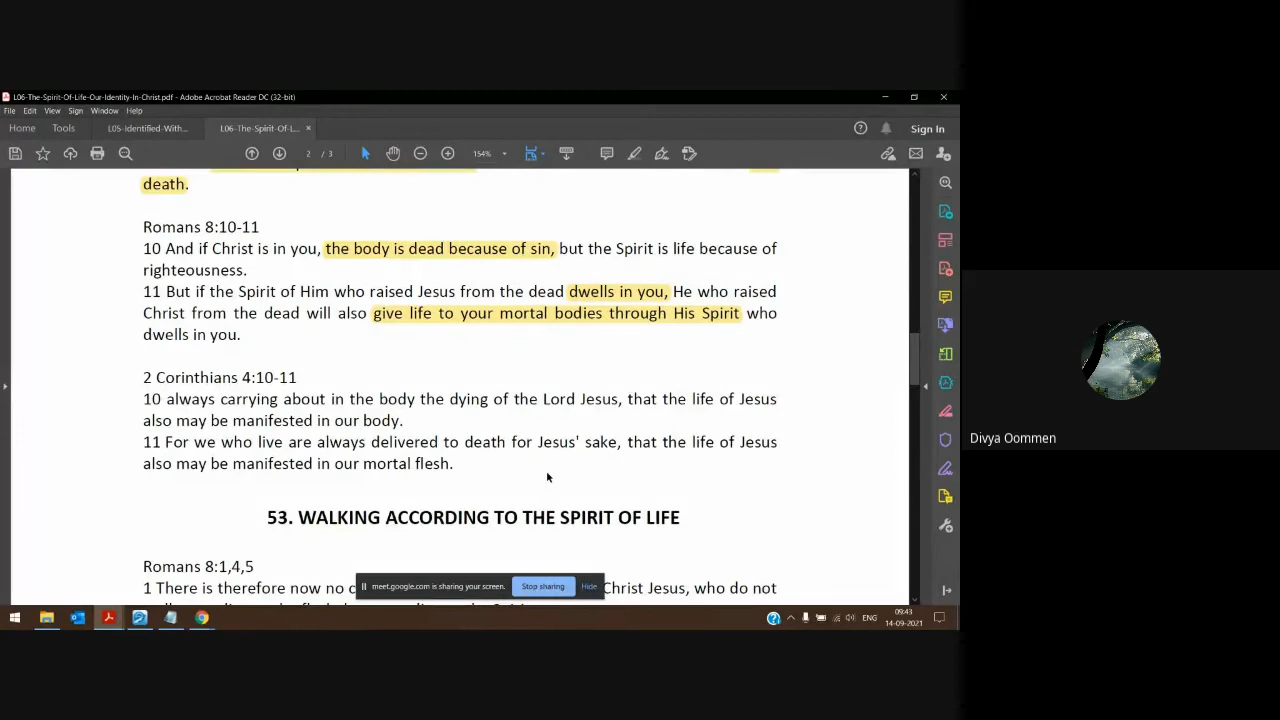 L06-The-Spirit-Of-Life-Our-Identity-In-Christ.pdf - Adobe Acrobat Reader DC (32-bit)
File Edit View Sign Window Help
Home Tools L05-Identified-With... L06-The-Spirit-Of-L... × Sign In
2 / 3 154%
death.
Romans 8:10-11
10 And if Christ is in you, the body is dead because of sin, but the Spirit is life because of
righteousness.
11 But if the Spirit of Him who raised Jesus from the dead dwells in you, He who raised
Christ from the dead will also give life to your mortal bodies through His Spirit who
dwells in you.
2 Corinthians 4:10-11
10 always carrying about in the body the dying of the Lord Jesus, that the life of Jesus
also may be manifested in our body.
11 For we who live are always delivered to death for Jesus' sake, that the life of Jesus
also may be manifested in our mortal flesh.
53. WALKING ACCORDING TO THE SPIRIT OF LIFE
Romans 8:1,4,5
1 There is therefore now no c
meet.google.com is sharing your screen. Stop sharing Hide
Christ Jesus, who do not
ENG
09:43
14-09-2021
Divya Oommen